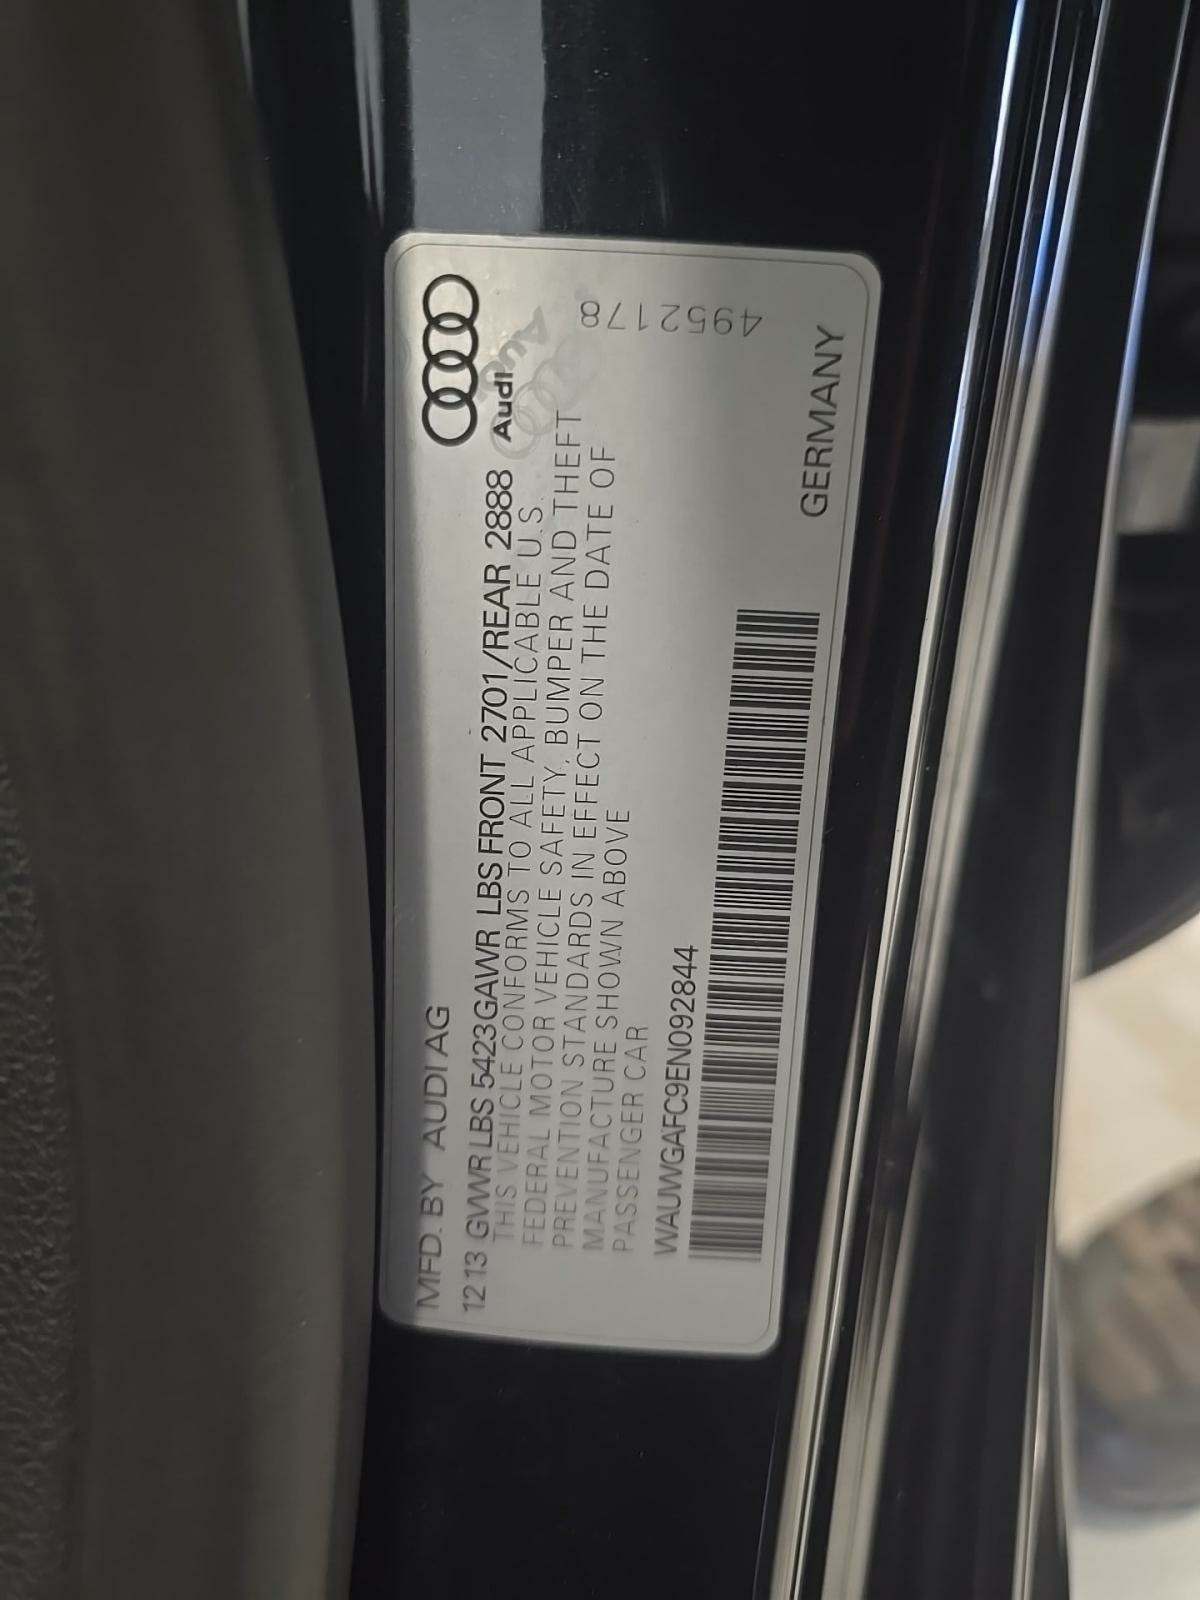 MFD. BY AUDI AG
Audi
12 13 GVWR LBS 5423 GAWR LBS FRONT 2701/REAR 2888
THIS VEHICLE CONFORMS TO ALL APPLICABLE U.S.
FEDERAL MOTOR VEHICLE SAFETY, BUMPER AND THEFT
PREVENTION STANDARDS IN EFFECT ON THE DATE OF
MANUFACTURE SHOWN ABOVE
PASSENGER CAR
WAUWGAFC9EN092844
4952178
GERMANY